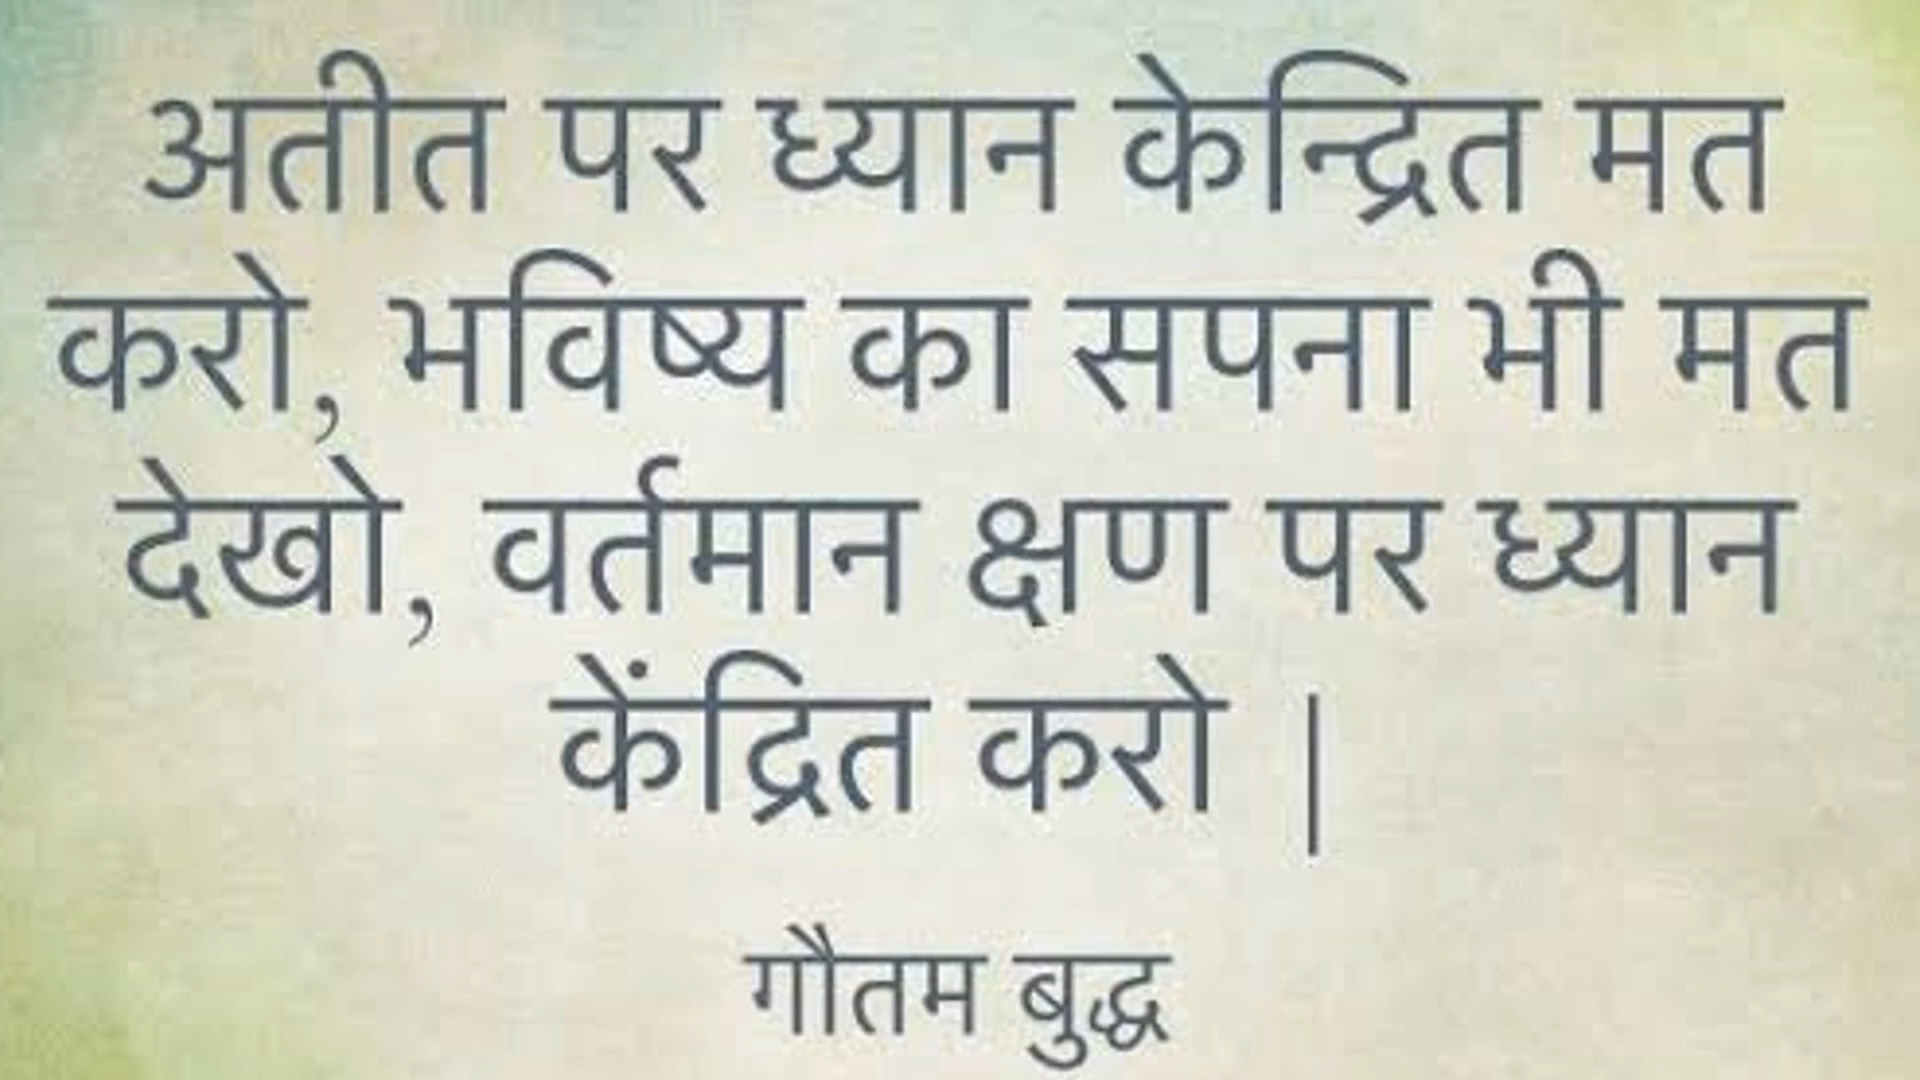 अतीत पर ध्यान केन्द्रित मत
करो, भविष्य का सपना भी मत
देखो, वर्तमान क्षण पर ध्यान
केंद्रित करो |
गौतम बुद्ध